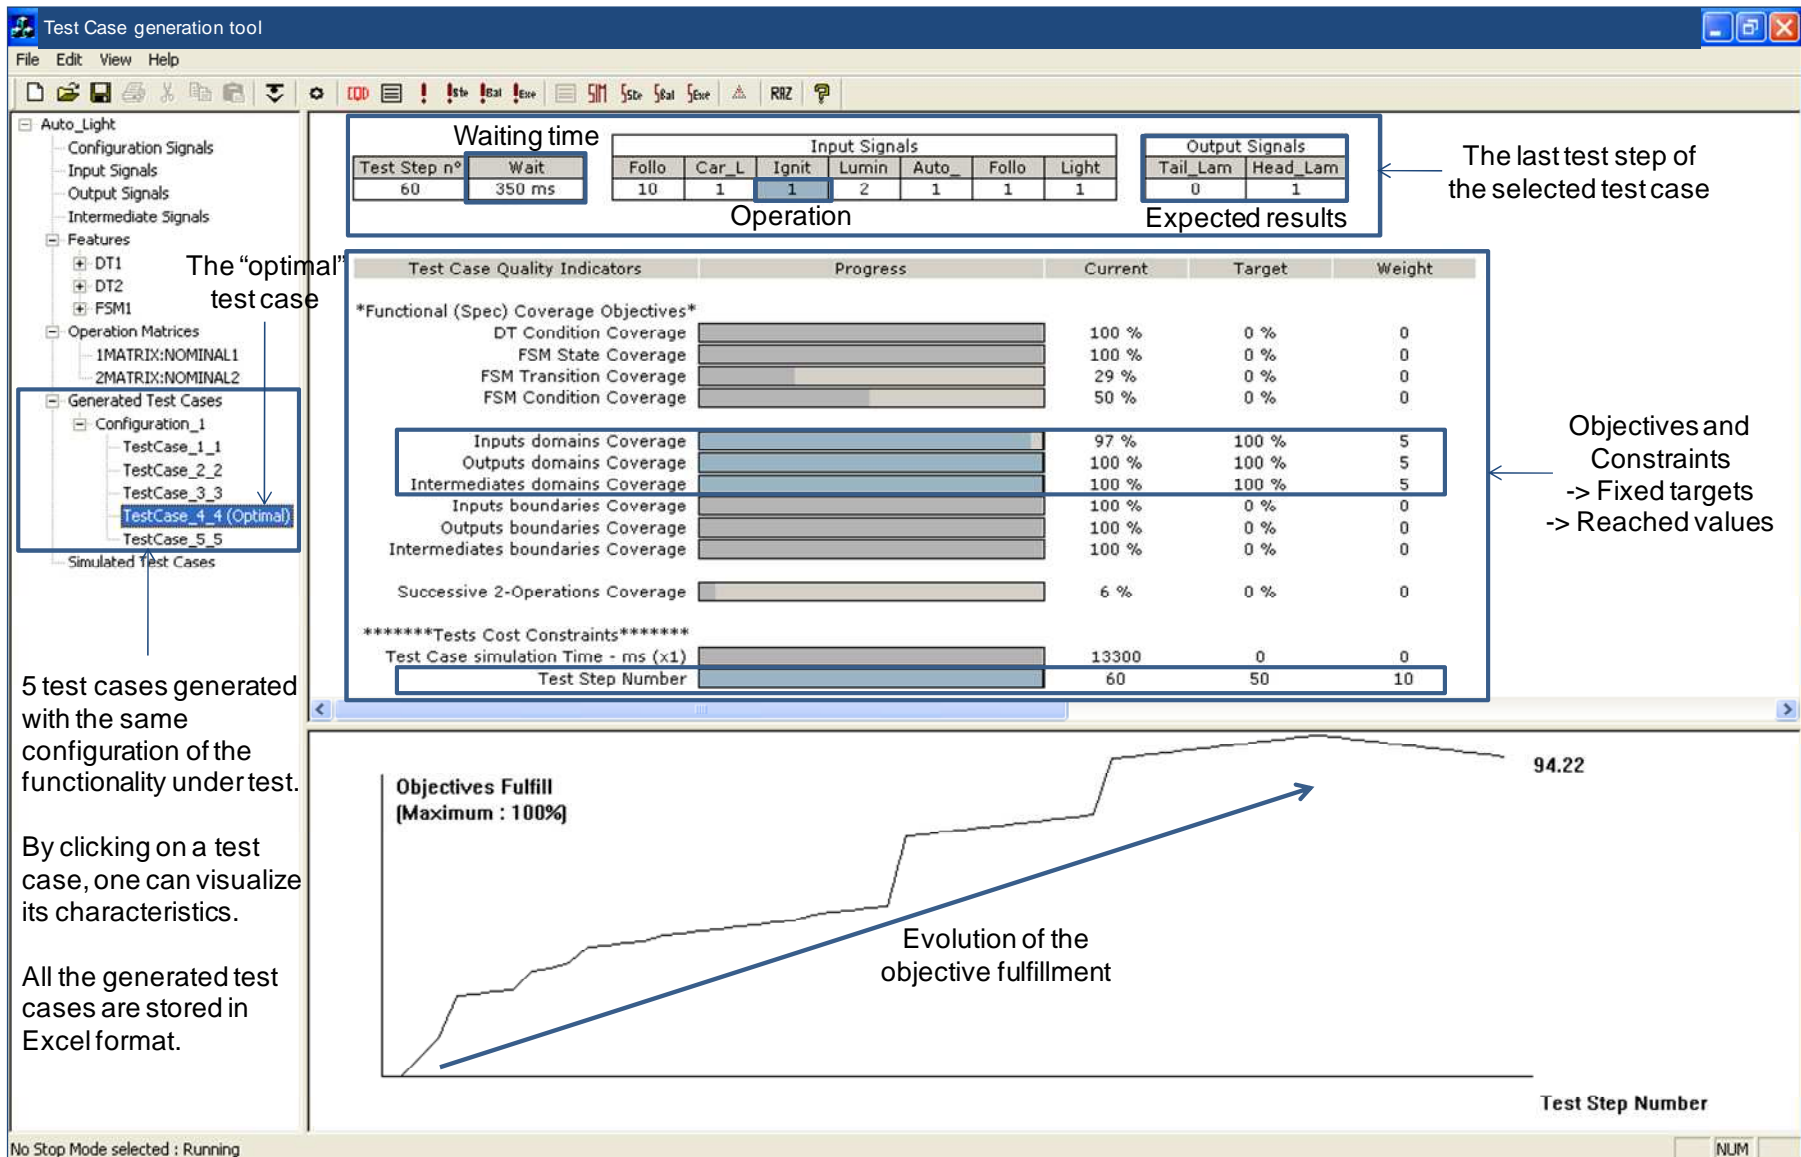 Test Case generation tool
File Edit View Help
COD !Ste !Bal !Exe SIM SSte SBal SExe RAZ
Auto_Light
Configuration Signals
Input Signals
Output Signals
Intermediate Signals
Features
DT1
DT2
FSM1
Operation Matrices
1MATRIX:NOMINAL1
2MATRIX:NOMINAL2
Generated Test Cases
Configuration_1
TestCase_1_1
TestCase_2_2
TestCase_3_3
TestCase_4_4 (Optimal)
TestCase_5_5
Simulated Test Cases
The “optimal”
test case
5 test cases generated
with the same
configuration of the
functionality under test.
By clicking on a test
case, one can visualize
its characteristics.
All the generated test
cases are stored in
Excel format.
Waiting time
Input Signals
Output Signals
Test Step n° Wait Follo Car_L Ignit Lumin Auto_ Follo Light Tail_Lam Head_Lam
60 350 ms 10 1 1 2 1 1 1 0 1
Operation
Expected results
The last test step of
the selected test case
Test Case Quality Indicators Progress Current Target Weight
*Functional (Spec) Coverage Objectives*
DT Condition Coverage 100 % 0 % 0
FSM State Coverage 100 % 0 % 0
FSM Transition Coverage 29 % 0 % 0
FSM Condition Coverage 50 % 0 % 0
Inputs domains Coverage 97 % 100 % 5
Outputs domains Coverage 100 % 100 % 5
Intermediates domains Coverage 100 % 100 % 5
Inputs boundaries Coverage 100 % 0 % 0
Outputs boundaries Coverage 100 % 0 % 0
Intermediates boundaries Coverage 100 % 0 % 0
Successive 2-Operations Coverage 6 % 0 % 0
*******Tests Cost Constraints*******
Test Case simulation Time - ms (x1) 13300 0 0
Test Step Number 60 50 10
Objectives and
Constraints
-> Fixed targets
-> Reached values
Objectives Fulfill
(Maximum : 100%)
94.22
Evolution of the
objective fulfillment
Test Step Number
No Stop Mode selected : Running
NUM